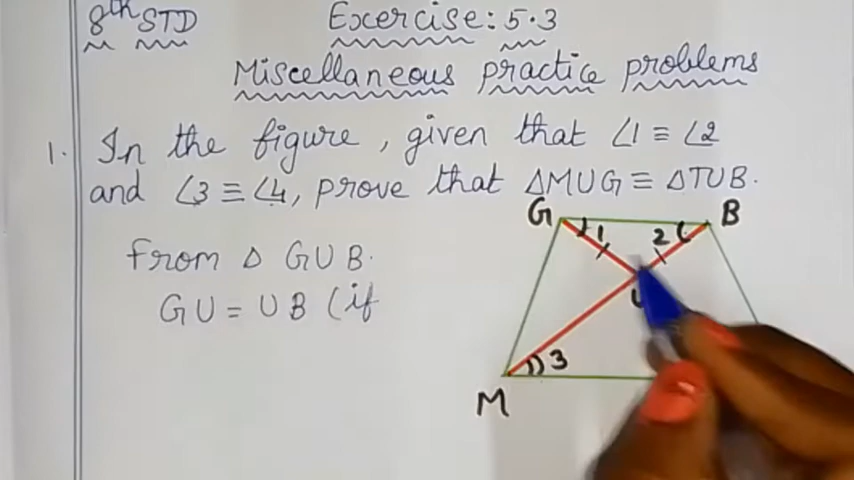 8th STD
Exercise: 5.3
Miscellaneous practice problems
1. In the figure, given that ∠1 ≡ ∠2
and ∠3 ≡ ∠4, prove that ΔMUG ≡ ΔTUB.
G
B
1
2
From Δ GUB.
GU = UB (if
U
3
M